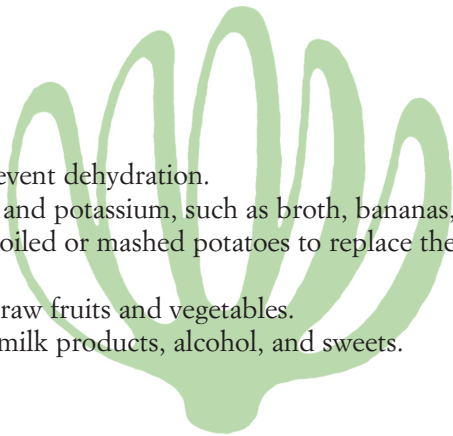 event dehydration.
and potassium, such as broth, bananas,
oiled or mashed potatoes to replace the
raw fruits and vegetables.
milk products, alcohol, and sweets.